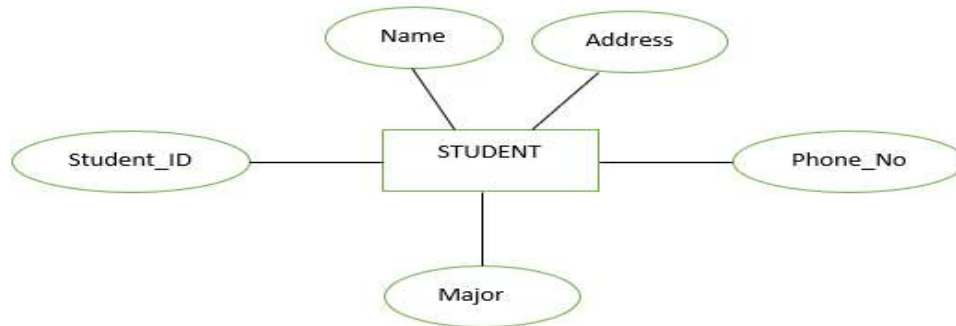 Name
Address
Student_ID
STUDENT
Phone_No
Major